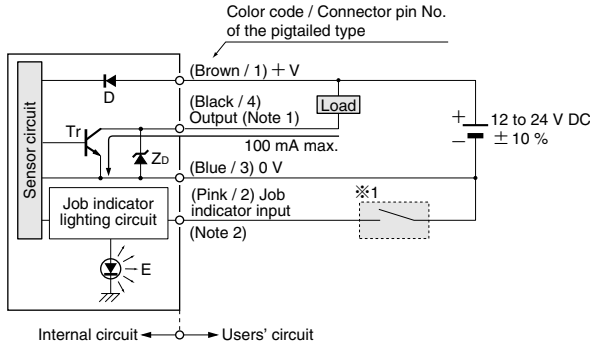 Color code / Connector pin No.
of the pigtailed type
(Brown / 1) + V
D
(Black / 4)
Output (Note 1)
Load
Tr
100 mA max.
ZD
+
−
12 to 24 V DC
± 10 %
Sensor circuit
(Blue / 3) 0 V
Job indicator
lighting circuit
(Pink / 2) Job
indicator input
(Note 2)
※1
E
Internal circuit
Users' circuit